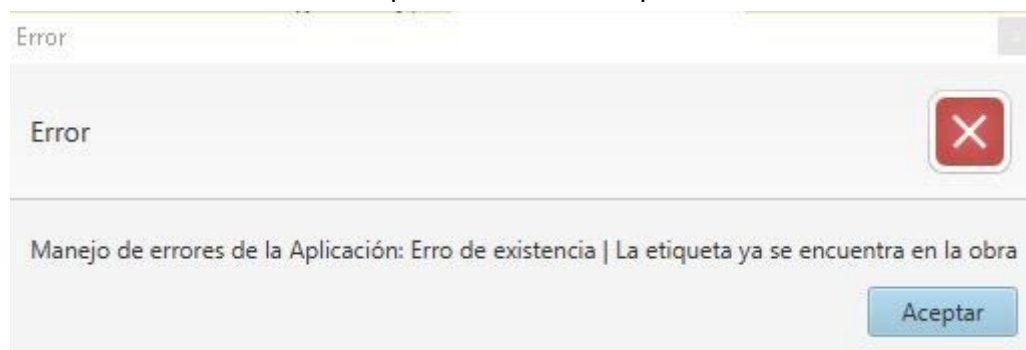 Error
Error
Manejo de errores de la Aplicación: Erro de existencia | La etiqueta ya se encuentra en la obra
Aceptar